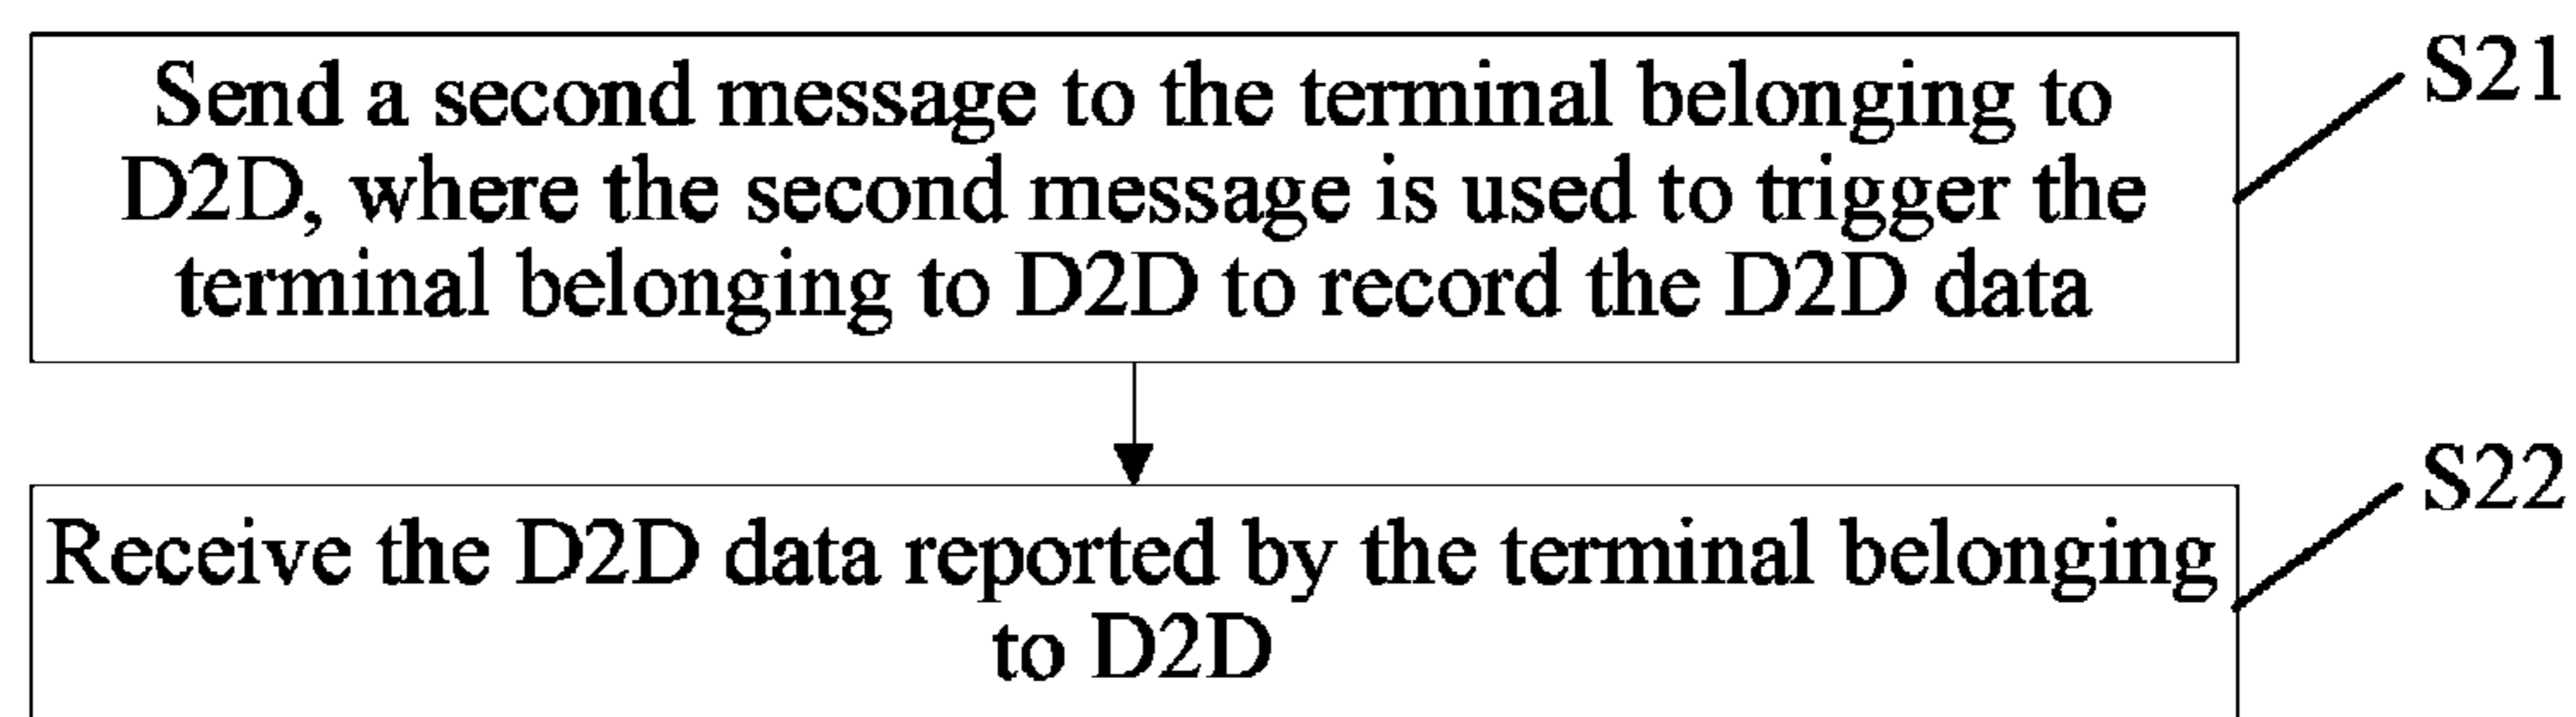 Send a second message to the terminal belonging to
D2D, where the second message is used to trigger the
terminal belonging to D2D to record the D2D data
S21
Receive the D2D data reported by the terminal belonging
to D2D
S22